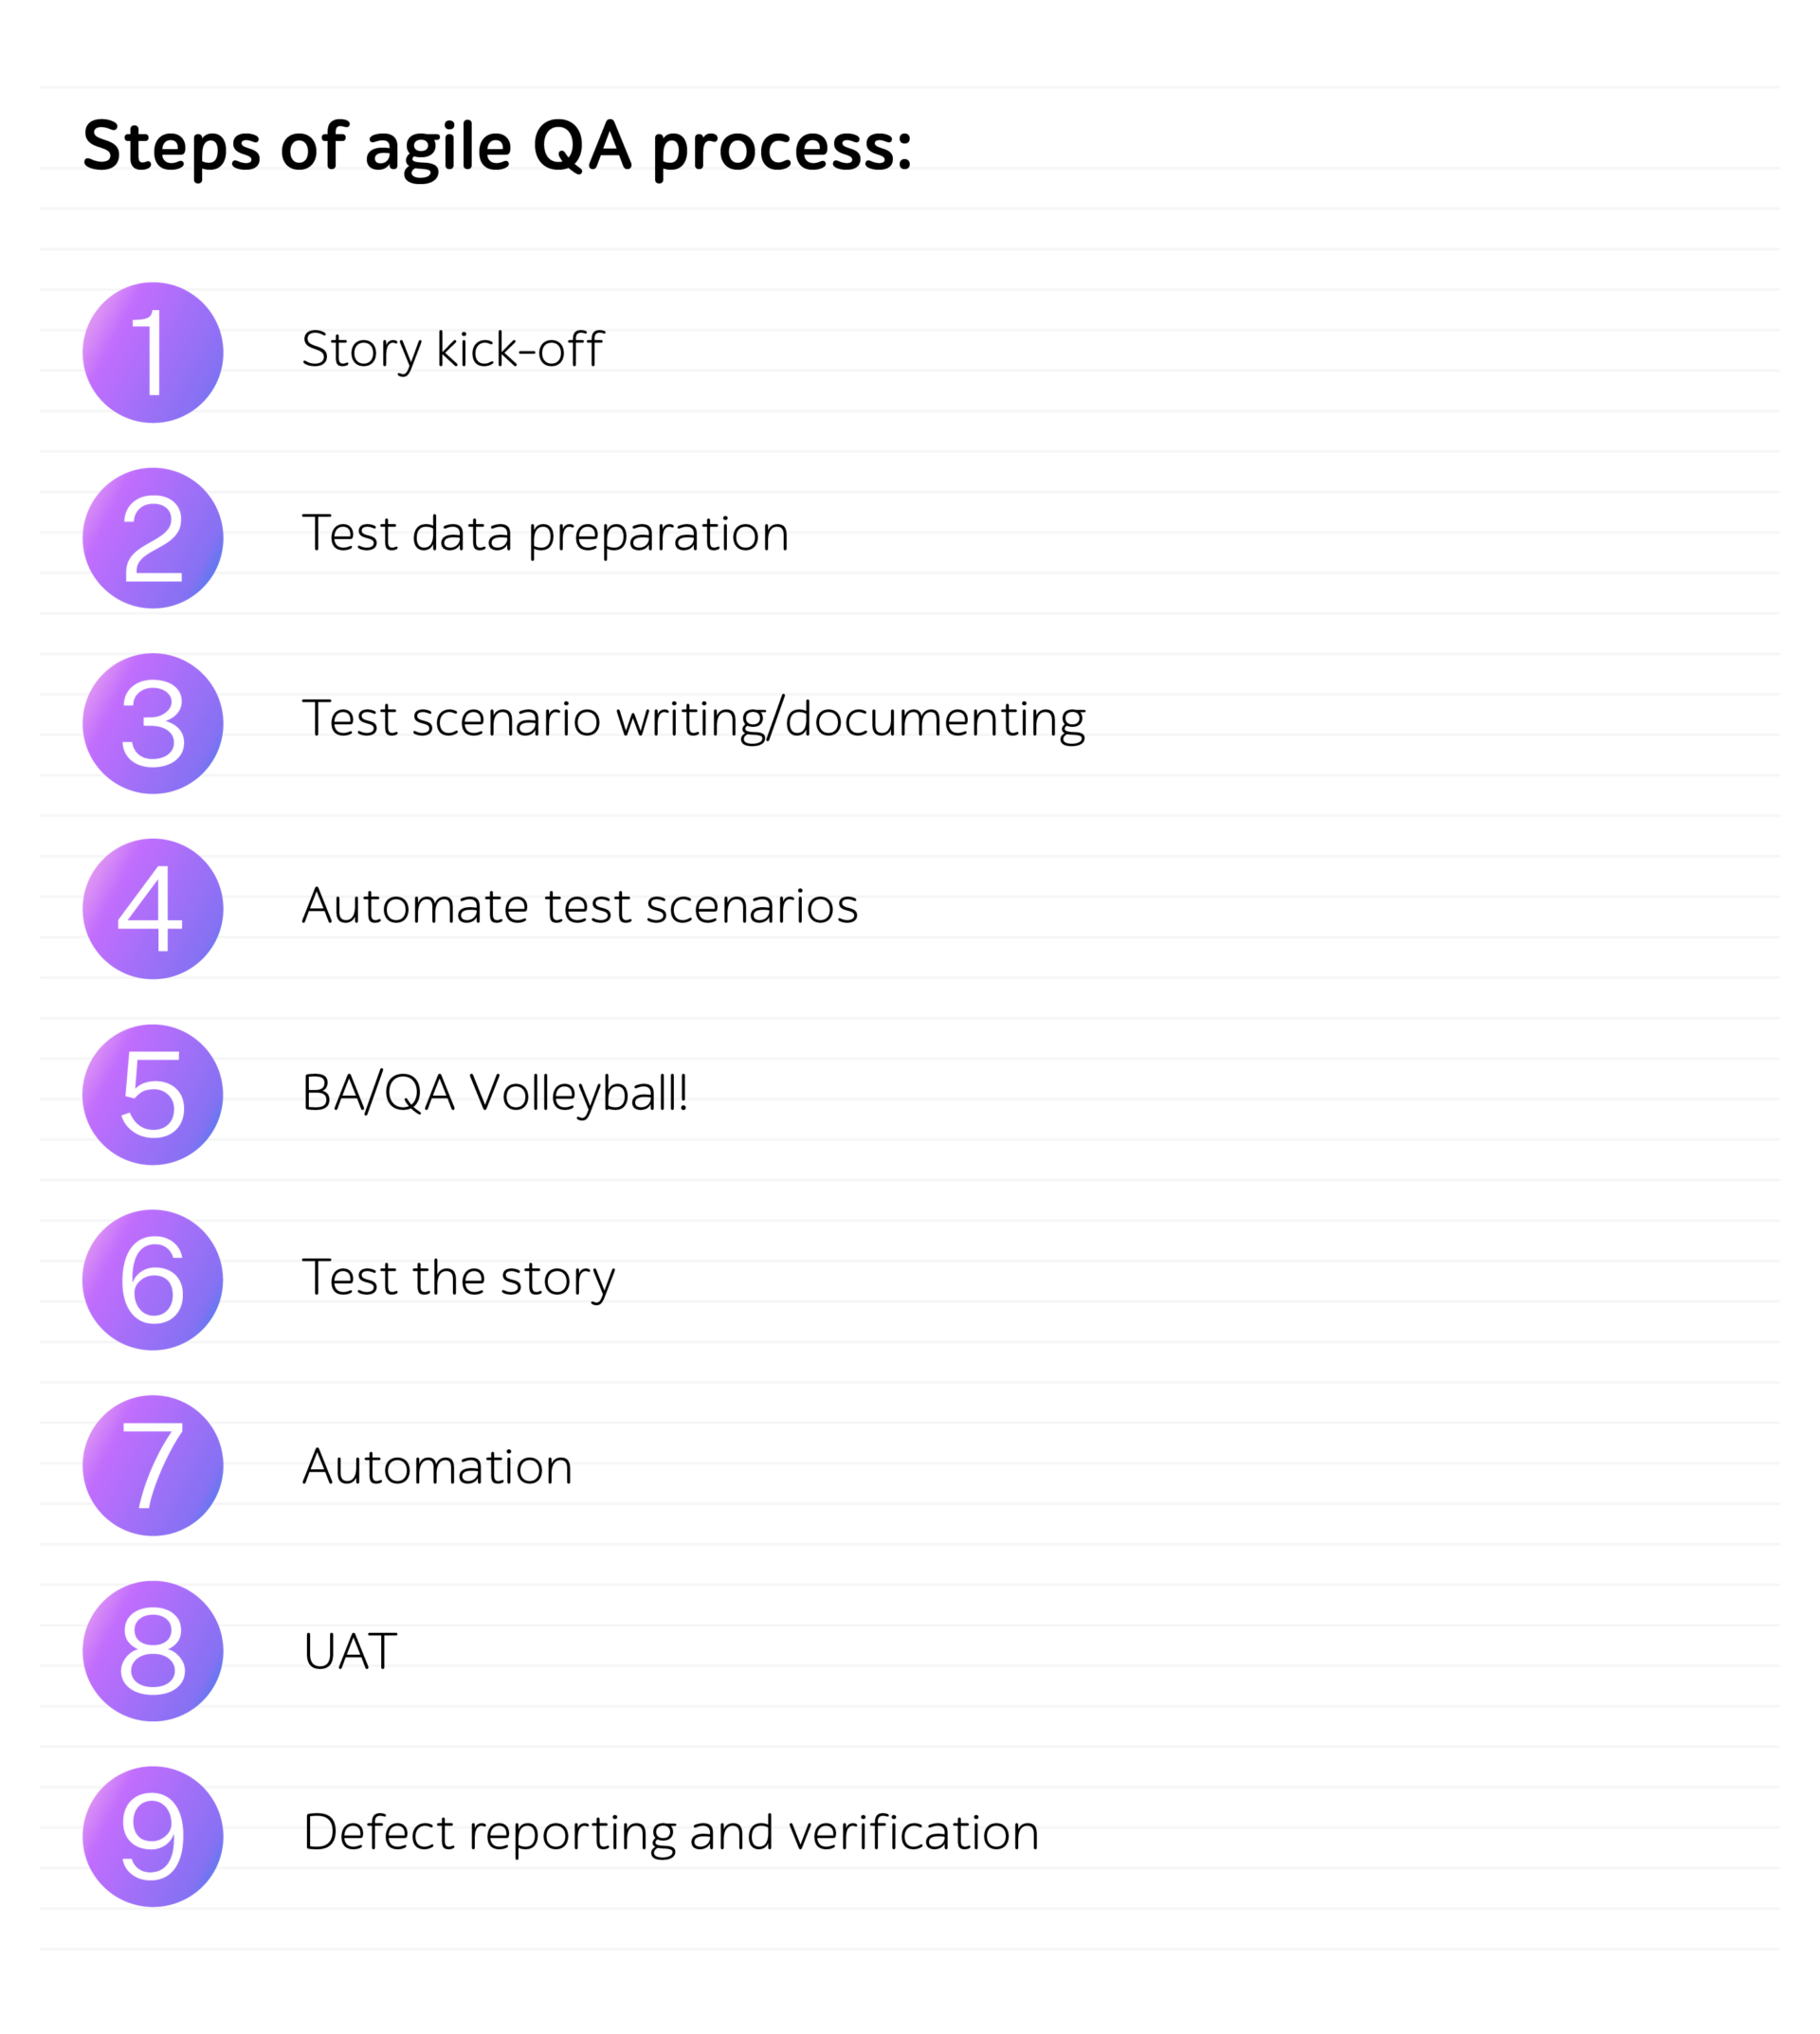 Steps of agile QA process:
1 Story kick-off
2 Test data preparation
3 Test scenario writing/documenting
4 Automate test scenarios
5 BA/QA Volleyball!
6 Test the story
7 Automation
8 UAT
9 Defect reporting and verification